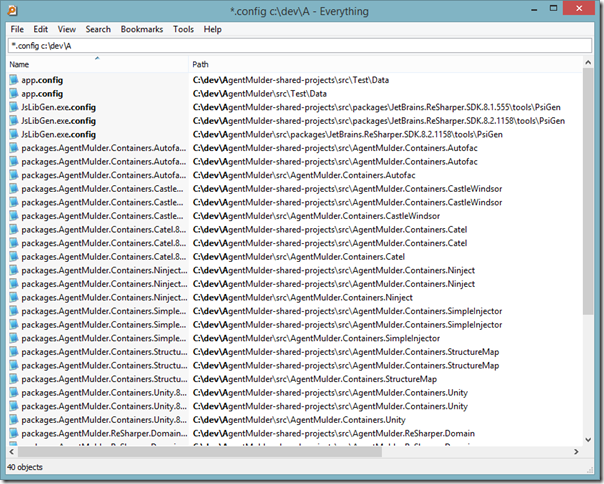 *.config c:\dev\A - Everything
File Edit View Search Bookmarks Tools Help
*.config c:\dev\A
Name Path
app.config C:\dev\AgentMulder-shared-projects\src\Test\Data
app.config C:\dev\AgentMulder\src\Test\Data
JsLibGen.exe.config C:\dev\AgentMulder-shared-projects\src\packages\JetBrains.ReSharper.SDK.8.1.555\tools\PsiGen
JsLibGen.exe.config C:\dev\AgentMulder-shared-projects\src\packages\JetBrains.ReSharper.SDK.8.2.1158\tools\PsiGen
JsLibGen.exe.config C:\dev\AgentMulder\src\packages\JetBrains.ReSharper.SDK.8.2.1158\tools\PsiGen
packages.AgentMulder.Containers.Autofa... C:\dev\AgentMulder-shared-projects\src\AgentMulder.Containers.Autofac
packages.AgentMulder.Containers.Autofa... C:\dev\AgentMulder-shared-projects\src\AgentMulder.Containers.Autofac
packages.AgentMulder.Containers.Autofa... C:\dev\AgentMulder\src\AgentMulder.Containers.Autofac
packages.AgentMulder.Containers.Castle... C:\dev\AgentMulder-shared-projects\src\AgentMulder.Containers.CastleWindsor
packages.AgentMulder.Containers.Castle... C:\dev\AgentMulder-shared-projects\src\AgentMulder.Containers.CastleWindsor
packages.AgentMulder.Containers.Castle... C:\dev\AgentMulder\src\AgentMulder.Containers.CastleWindsor
packages.AgentMulder.Containers.Catel.8... C:\dev\AgentMulder-shared-projects\src\AgentMulder.Containers.Catel
packages.AgentMulder.Containers.Catel.8... C:\dev\AgentMulder-shared-projects\src\AgentMulder.Containers.Catel
packages.AgentMulder.Containers.Catel.8... C:\dev\AgentMulder\src\AgentMulder.Containers.Catel
packages.AgentMulder.Containers.Ninject... C:\dev\AgentMulder-shared-projects\src\AgentMulder.Containers.Ninject
packages.AgentMulder.Containers.Ninject... C:\dev\AgentMulder-shared-projects\src\AgentMulder.Containers.Ninject
packages.AgentMulder.Containers.Ninject... C:\dev\AgentMulder\src\AgentMulder.Containers.Ninject
packages.AgentMulder.Containers.Simple... C:\dev\AgentMulder-shared-projects\src\AgentMulder.Containers.SimpleInjector
packages.AgentMulder.Containers.Simple... C:\dev\AgentMulder-shared-projects\src\AgentMulder.Containers.SimpleInjector
packages.AgentMulder.Containers.Simple... C:\dev\AgentMulder\src\AgentMulder.Containers.SimpleInjector
packages.AgentMulder.Containers.Structu... C:\dev\AgentMulder-shared-projects\src\AgentMulder.Containers.StructureMap
packages.AgentMulder.Containers.Structu... C:\dev\AgentMulder-shared-projects\src\AgentMulder.Containers.StructureMap
packages.AgentMulder.Containers.Structu... C:\dev\AgentMulder\src\AgentMulder.Containers.StructureMap
packages.AgentMulder.Containers.Unity.8... C:\dev\AgentMulder-shared-projects\src\AgentMulder.Containers.Unity
packages.AgentMulder.Containers.Unity.8... C:\dev\AgentMulder-shared-projects\src\AgentMulder.Containers.Unity
packages.AgentMulder.Containers.Unity.8... C:\dev\AgentMulder\src\AgentMulder.Containers.Unity
packages.AgentMulder.ReSharper.Domain... C:\dev\AgentMulder-shared-projects\src\AgentMulder.ReSharper.Domain
40 objects